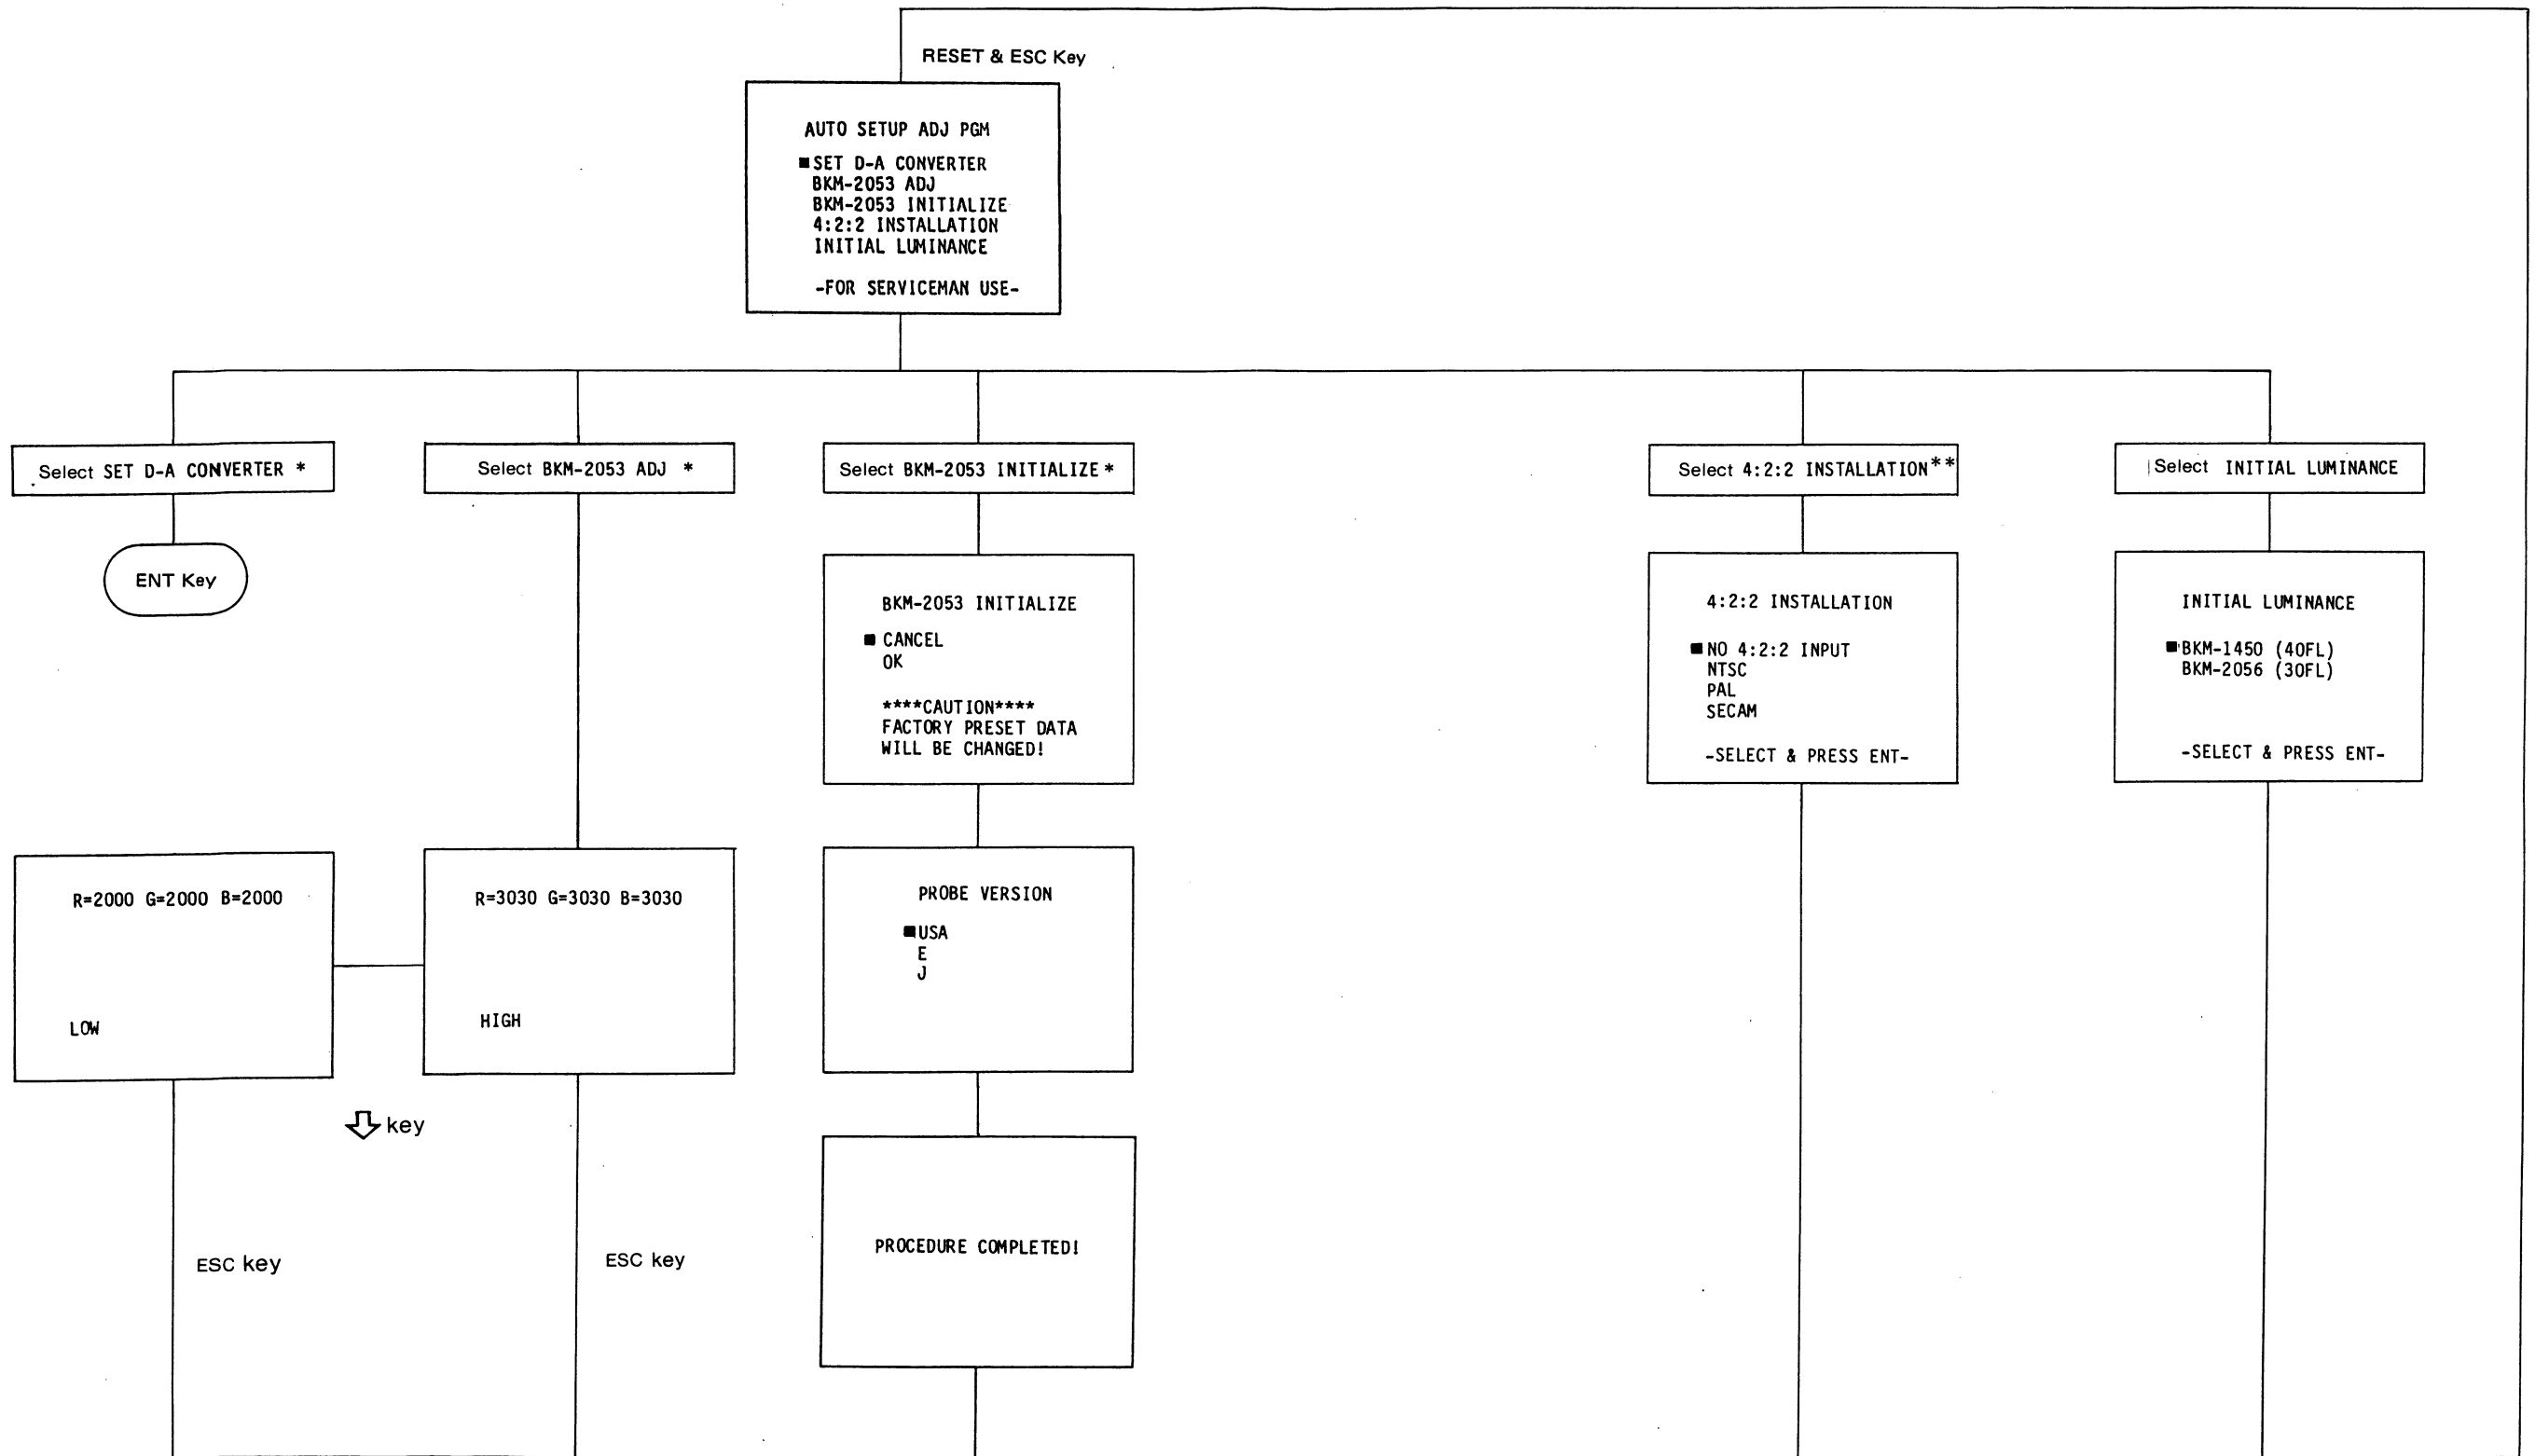 RESET & ESC Key
AUTO SETUP ADJ PGM
■SET D-A CONVERTER
BKM-2053 ADJ
BKM-2053 INITIALIZE
4:2:2 INSTALLATION
INITIAL LUMINANCE
-FOR SERVICEMAN USE-
Select SET D-A CONVERTER *
Select BKM-2053 ADJ *
Select BKM-2053 INITIALIZE *
Select 4:2:2 INSTALLATION**
Select INITIAL LUMINANCE
ENT Key
BKM-2053 INITIALIZE
■ CANCEL
OK
****CAUTION****
FACTORY PRESET DATA
WILL BE CHANGED!
4:2:2 INSTALLATION
■ NO 4:2:2 INPUT
NTSC
PAL
SECAM
-SELECT & PRESS ENT-
INITIAL LUMINANCE
■BKM-1450 (40FL)
BKM-2056 (30FL)
-SELECT & PRESS ENT-
R=2000 G=2000 B=2000
LOW
R=3030 G=3030 B=3030
HIGH
PROBE VERSION
■USA
E
J
⇩ key
PROCEDURE COMPLETED!
ESC key
ESC key